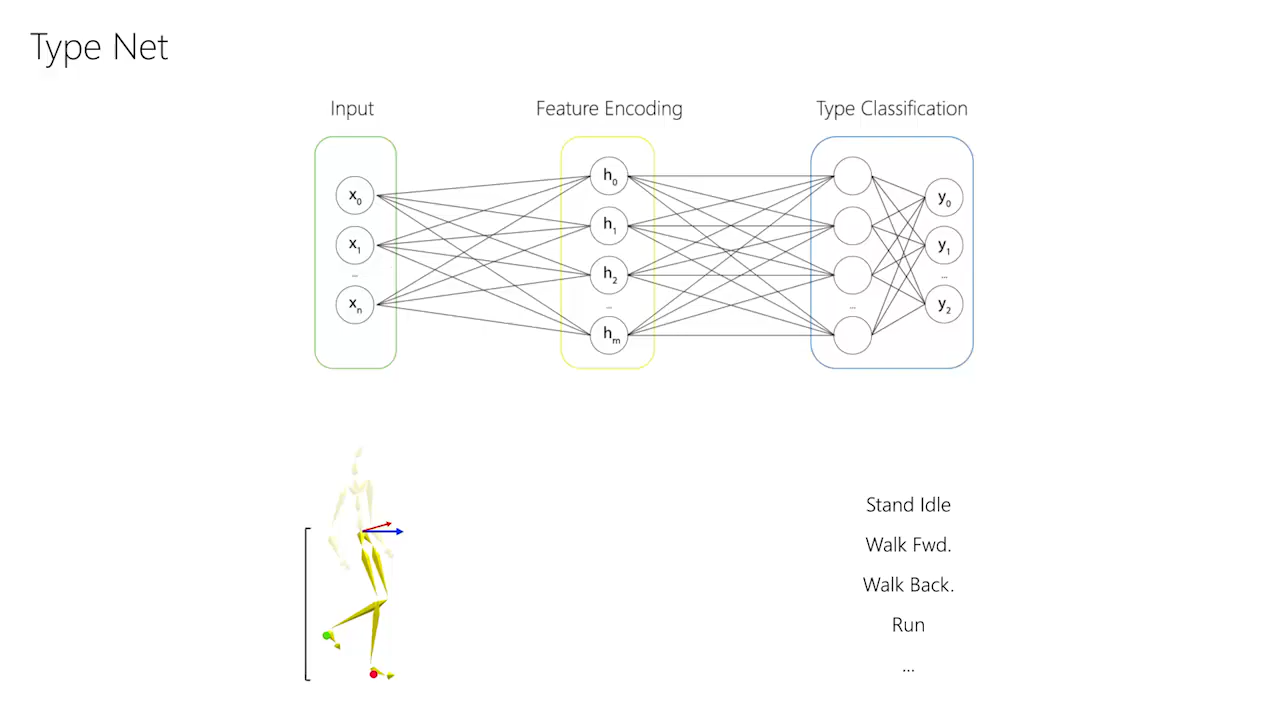 Type Net
Input
Feature Encoding
Type Classification
x0
x1
...
xn
h0
h1
h2
...
hm
...
y0
y1
...
y2
Stand Idle
Walk Fwd.
Walk Back.
Run
...